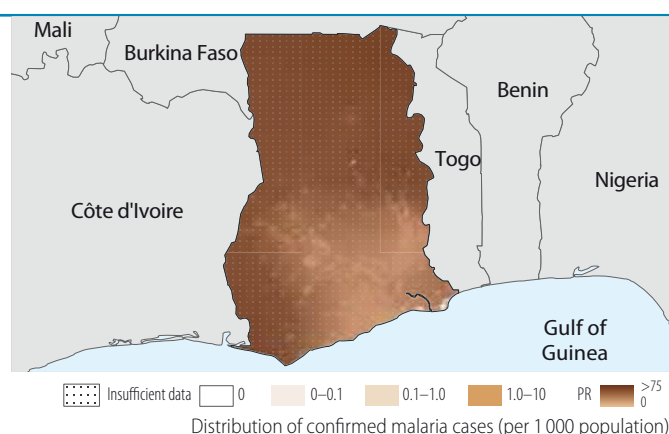 Mali
Burkina Faso
Benin
Togo
Nigeria
Côte d'Ivoire
Gulf of
Guinea
Insufficient data 0 0–0.1 0.1–1.0 1.0–10 PR >75
0
Distribution of confirmed malaria cases (per 1 000 population)